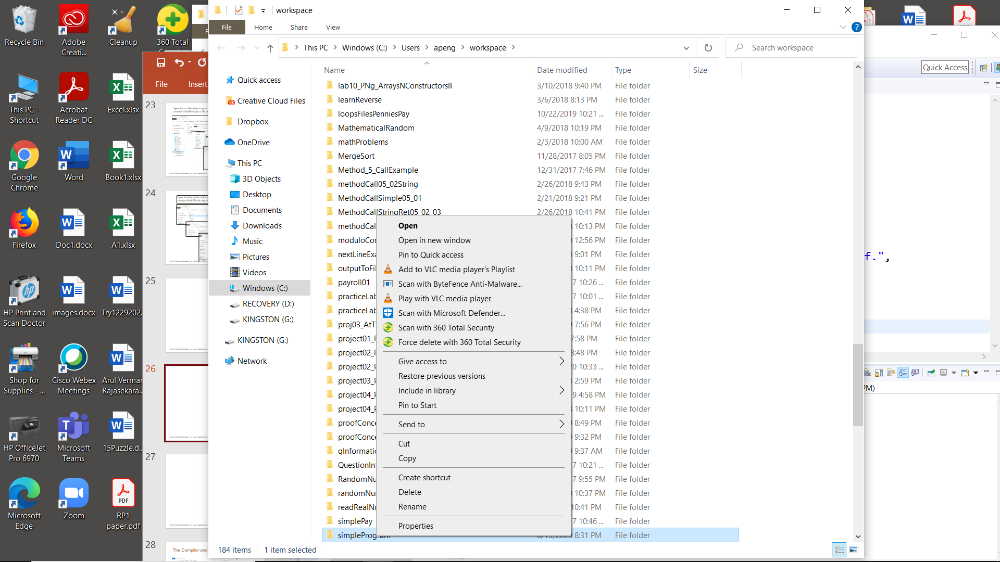 workspace
File
Home
Share
View
This PC
Windows (C:)
Users
apeng
workspace
Search workspace
Name
Date modified
Type
Size
Quick access
Creative Cloud Files
Dropbox
OneDrive
This PC
3D Objects
Desktop
Documents
Downloads
Music
Pictures
Videos
Windows (C:)
RECOVERY (D:)
KINGSTON (G:)
KINGSTON (G:)
Network
lab10_PNg_ArraysNConstructorsII 3/10/2018 9:40 PM File folder
learnReverse 3/6/2018 8:13 PM File folder
loopsFilesPenniesPay 10/22/2019 10:21 ... File folder
MathematicalRandom 4/9/2018 10:19 PM File folder
mathProblems 2/3/2018 10:00 AM File folder
MergeSort 11/28/2017 8:05 PM File folder
Method_5_CallExample 12/31/2017 7:46 PM File folder
methodCall05_02String 2/26/2018 9:43 PM File folder
MethodCallSimple05_01 2/21/2018 9:21 PM File folder
MethodCallStringRet05_02_03 2/26/2018 10:41 PM File folder
methodCal 10:13 PM File folder
moduloCor 12:56 PM File folder
nextLineExa 9:01 PM File folder
outputToFil 10:11 PM File folder
payroll01 7 10:26 ... File folder
practiceLab 7 10:01 ... File folder
practiceLab 4:38 PM File folder
proj03_AtT 7:56 PM File folder
project01_P 7:58 PM File folder
project02_P 8:48 PM File folder
project02_P 20 10:33 ... File folder
project03_P 2:59 PM File folder
project04_P 9 4:58 PM File folder
project04_P 10:11 PM File folder
proofConce 8:49 PM File folder
proofConce 9:32 PM File folder
qInformatic 9:37 AM File folder
QuestionInf 7 10:21 ... File folder
RandomNu 7 9:55 PM File folder
randomNur 10:37 PM File folder
readRealNu 10:41 PM File folder
simplePay 7 10:46 ... File folder
simpleProgram 8:31 PM File folder
Open
Open in new window
Pin to Quick access
Add to VLC media player's Playlist
Scan with ByteFence Anti-Malware...
Play with VLC media player
Scan with Microsoft Defender...
Scan with 360 Total Security
Force delete with 360 Total Security
Give access to
Restore previous versions
Include in library
Pin to Start
Send to
Cut
Copy
Create shortcut
Delete
Rename
Properties
184 items
1 item selected
Recycle Bin
Adobe
Creati...
Cleanup
360 Total
This PC -
Shortcut
Acrobat
Reader DC
Excel.xlsx
Google
Chrome
Word
Book1.xlsx
Firefox
Doc1.docx
A1.xlsx
HP Print and
Scan Doctor
images.docx
Try1229202...
Shop for
Supplies - ...
Cisco Webex
Meetings
Arul Verman
Rajasekara...
HP OfficeJet
Pro 6970
Microsoft
Teams
15Puzzle.d...
Microsoft
Edge
Zoom
PDF
RP1
paper.pdf
File
Insert
23
24
25
26
27
28
The Compiler and
Quick Access
f.",
PM)